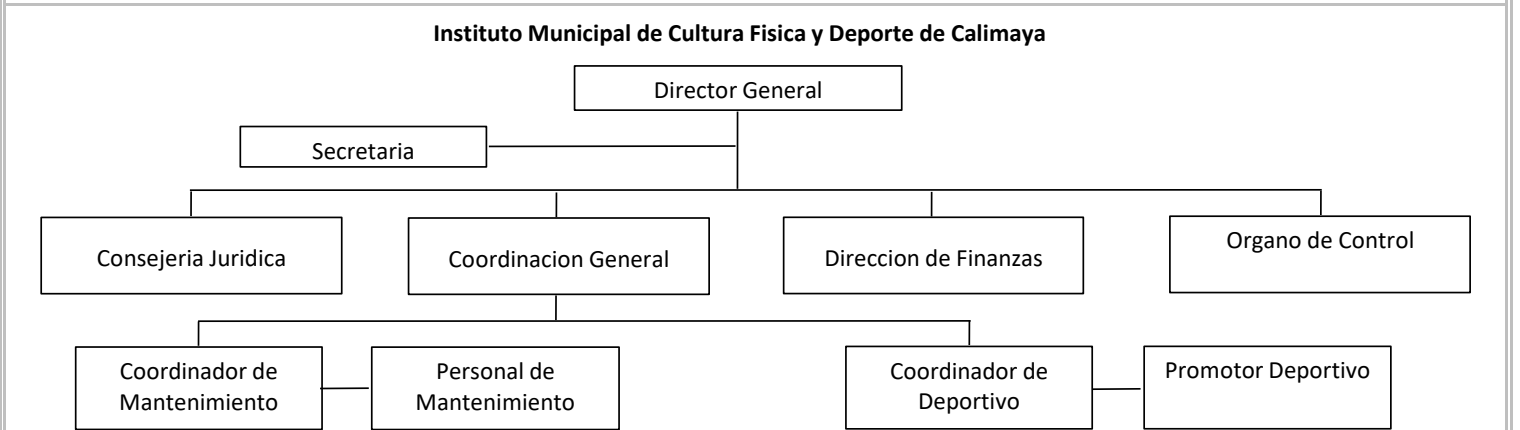 Instituto Municipal de Cultura Fisica y Deporte de Calimaya
Director General
Secretaria
Consejeria Juridica
Coordinacion General
Direccion de Finanzas
Organo de Control
Coordinador de
Mantenimiento
Personal de
Mantenimiento
Coordinador de
Deportivo
Promotor Deportivo